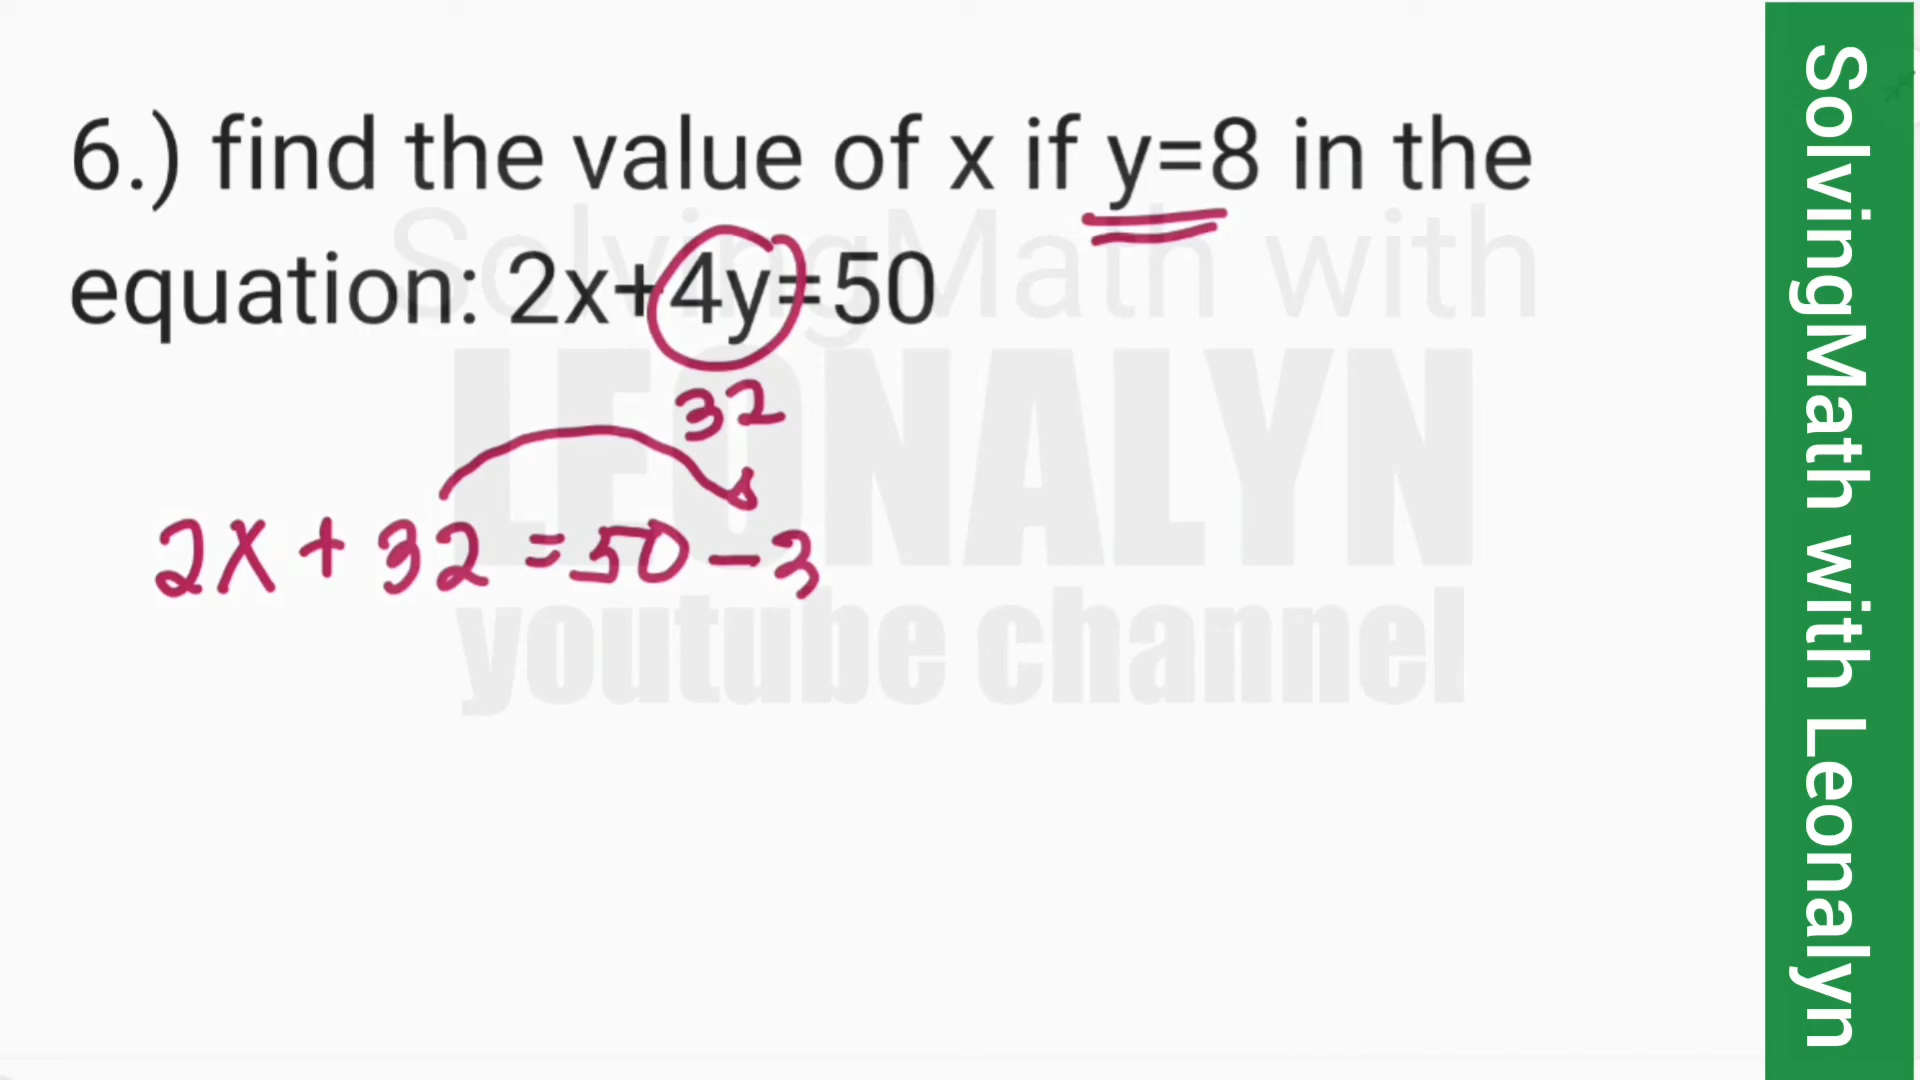 6.) find the value of x if y=8 in the
equation: 2x+4y=50
32
2x + 32 = 50 - 3
SolvingMath with
LEONALYN
youtube channel
SolvingMath with Leonalyn